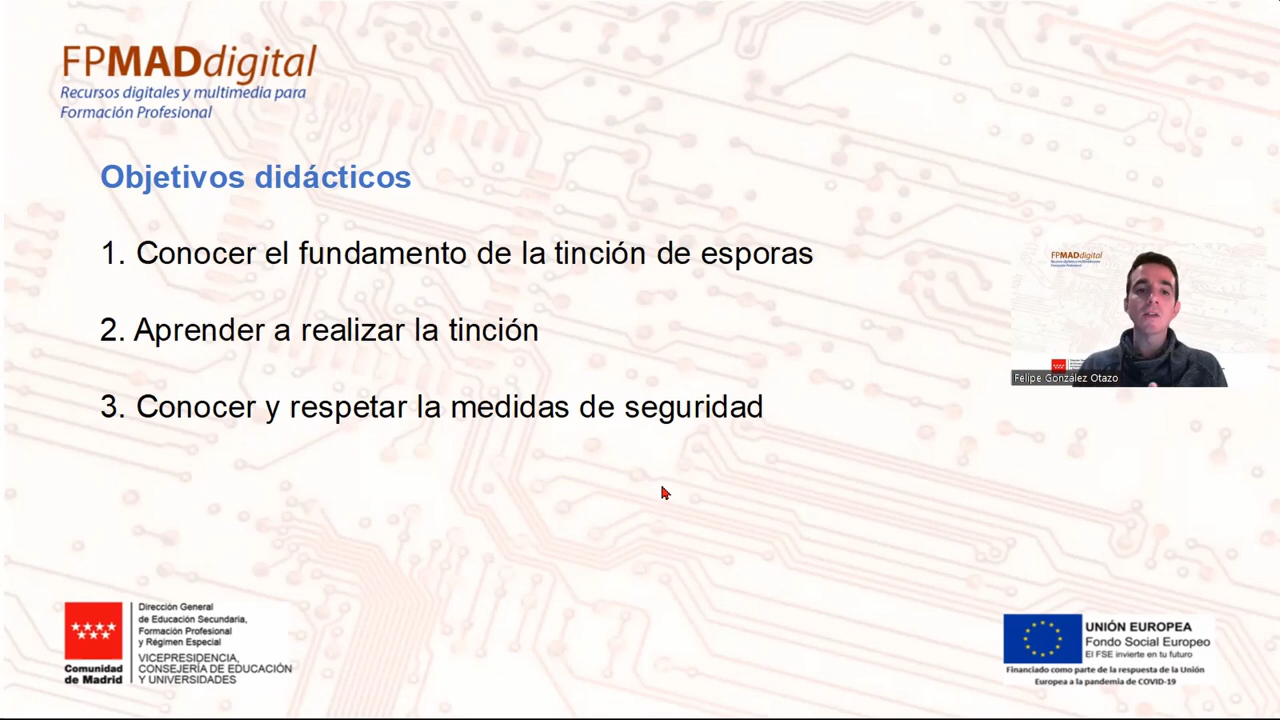 FPMADdigital
Recursos digitales y multimedia para
Formación Profesional
Objetivos didácticos
1. Conocer el fundamento de la tinción de esporas
2. Aprender a realizar la tinción
3. Conocer y respetar la medidas de seguridad
FPMADdigital
Felipe González Otazo
Comunidad
de Madrid
Dirección General
de Educación Secundaria,
Formación Profesional
y Régimen Especial
VICEPRESIDENCIA,
CONSEJERÍA DE EDUCACIÓN
Y UNIVERSIDADES
UNIÓN EUROPEA
Fondo Social Europeo
El FSE invierte en tu futuro
Financiado como parte de la respuesta de la Unión
Europea a la pandemia de COVID-19